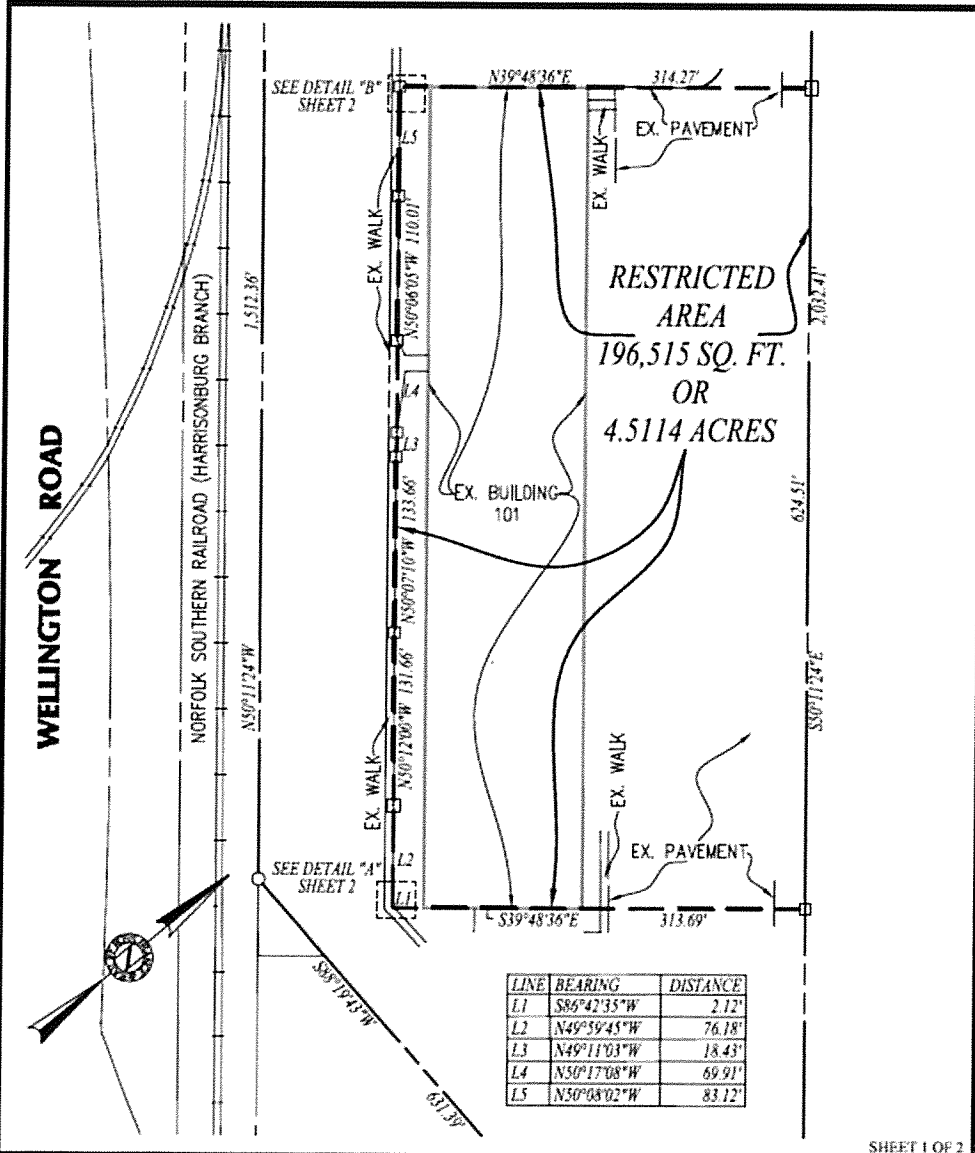 SEE DETAIL "B"
SHEET 2
N39°48'36"E
314.27'
EX. PAVEMENT
EX. WALK
L5
EX. WALK
N50°06'05"W 110.01'
1,512.36'
NORFOLK SOUTHERN RAILROAD (HARRISONBURG BRANCH)
WELLINGTON ROAD
RESTRICTED
AREA
196,515 SQ. FT.
OR
4.5114 ACRES
2,032.41'
L4
L3
EX. BUILDING
101
N50°07'10"W 133.66'
624.51'
N50°11'24"W
N50°12'00"W 131.66'
S50°11'24"E
EX. WALK
EX. WALK
EX. PAVEMENT
SEE DETAIL "A"
SHEET 2
L2
L1
S39°48'36"E
313.69'
S88°19'43"W
631.39'
LINE BEARING DISTANCE
L1 S86°42'35"W 2.12'
L2 N49°59'45"W 76.18'
L3 N49°11'03"W 18.43'
L4 N50°17'08"W 69.91'
L5 N50°08'02"W 83.12'
SHEET 1 OF 2